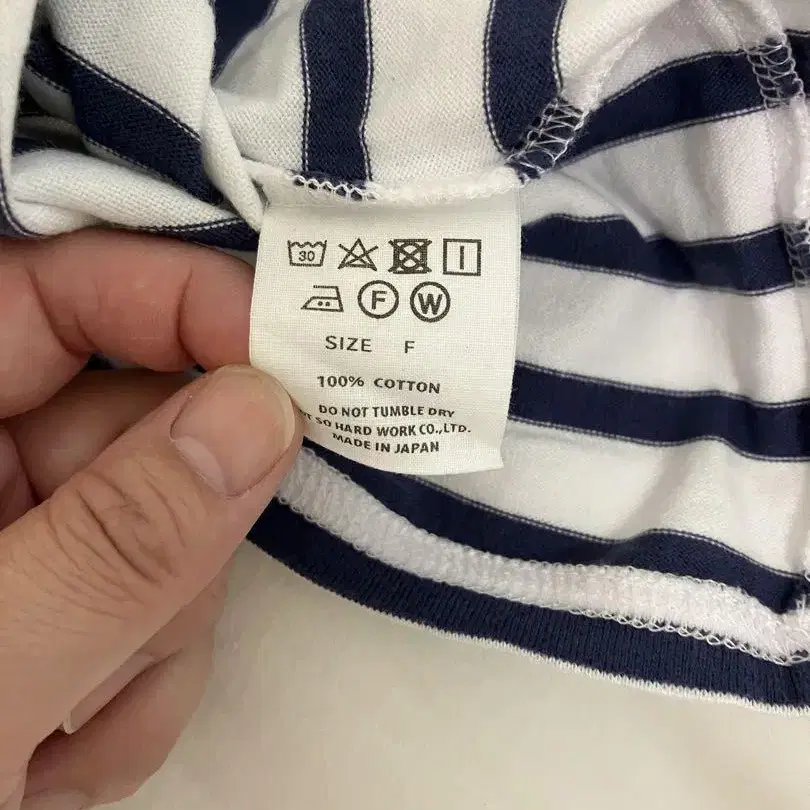 30
F W
SIZE F
100% COTTON
DO NOT TUMBLE DRY
SO HARD WORK CO.,LTD.
MADE IN JAPAN